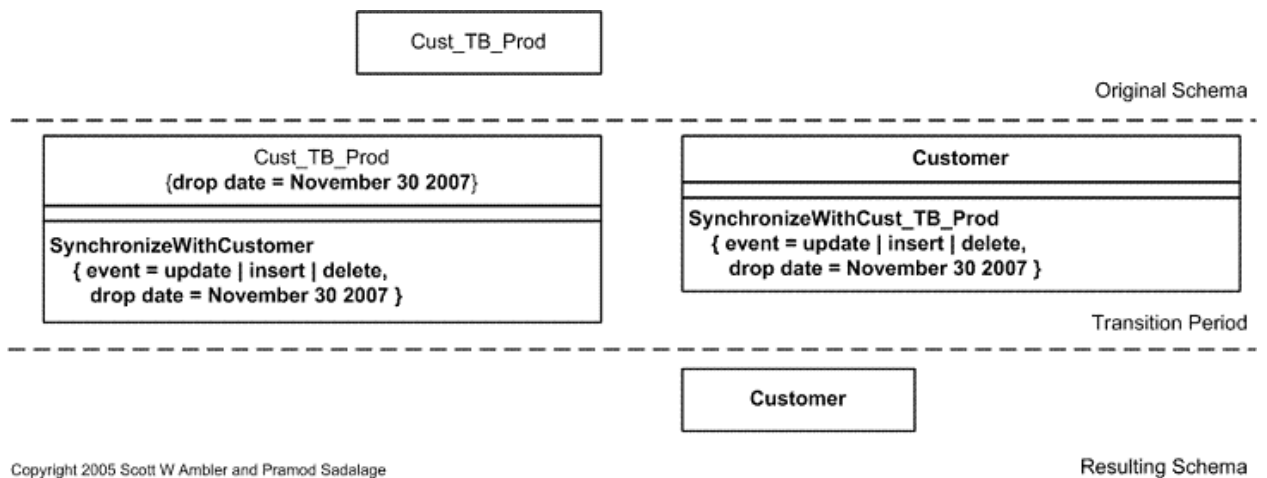 Cust_TB_Prod
Original Schema
Cust_TB_Prod
{drop date = November 30 2007}
SynchronizeWithCustomer
{ event = update | insert | delete,
drop date = November 30 2007 }
Customer
SynchronizeWithCust_TB_Prod
{ event = update | insert | delete,
drop date = November 30 2007 }
Transition Period
Customer
Copyright 2005 Scott W Ambler and Pramod Sadalage
Resulting Schema